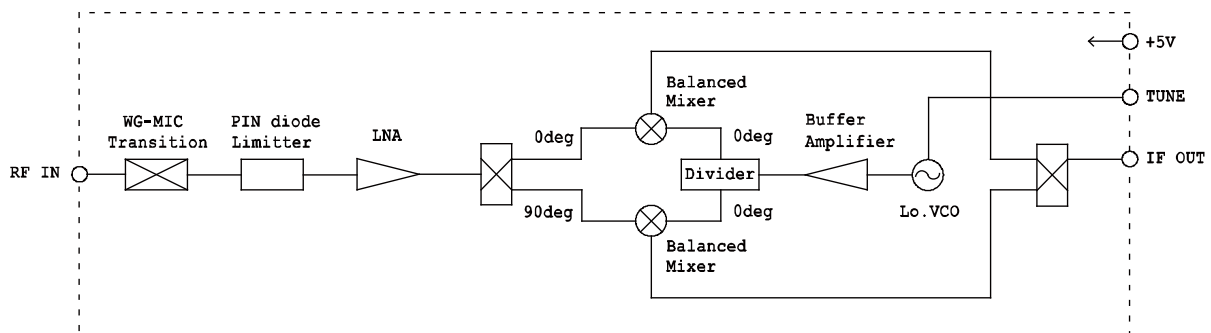 +5V
TUNE
IF OUT
RF IN
WG-MIC
Transition
PIN diode
Limitter
LNA
0deg
90deg
Balanced
Mixer
0deg
Divider
0deg
Balanced
Mixer
Buffer
Amplifier
Lo.VCO